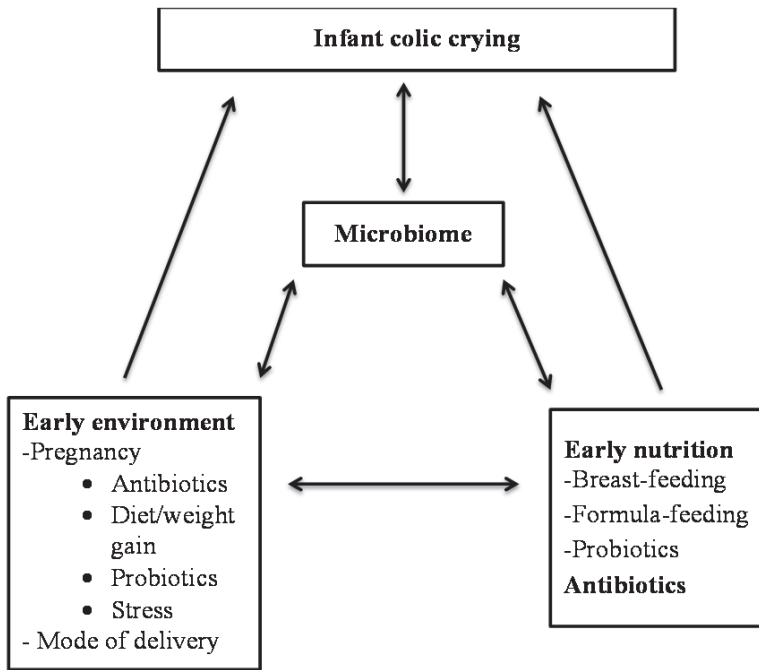 Infant colic crying
Microbiome
Early environment
-Pregnancy
• Antibiotics
• Diet/weight
gain
• Probiotics
• Stress
- Mode of delivery
Early nutrition
-Breast-feeding
-Formula-feeding
-Probiotics
Antibiotics